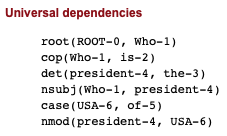 Universal dependencies
root(ROOT-0, Who-1)
cop(Who-1, is-2)
det(president-4, the-3)
nsubj(Who-1, president-4)
case(USA-6, of-5)
nmod(president-4, USA-6)